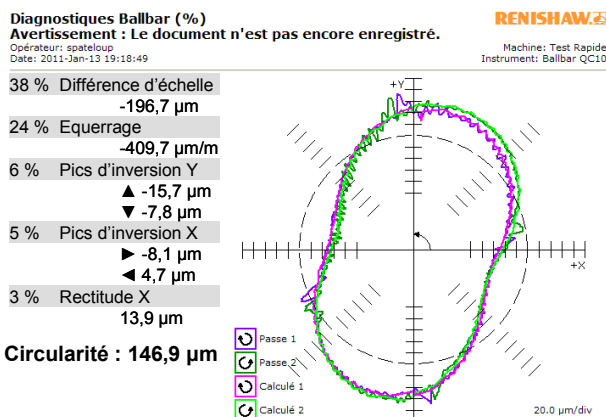 Diagnostiques Ballbar (%)
RENISHAW
Avertissement : Le document n'est pas encore enregistré.
Opérateur: spateloup
Machine: Test Rapide
Date: 2011-Jan-13 19:18:49
Instrument: Ballbar QC10
38 % Différence d'échelle
-196,7 µm
24 % Equerrage
-409,7 µm/m
6 % Pics d'inversion Y
▲ -15,7 µm
▼ -7,8 µm
5 % Pics d'inversion X
► -8,1 µm
◄ 4,7 µm
3 % Rectitude X
13,9 µm
Circularité : 146,9 µm
+Y
+X
Passe 1
Passe 2
Calculé 1
Calculé 2
20.0 µm/div